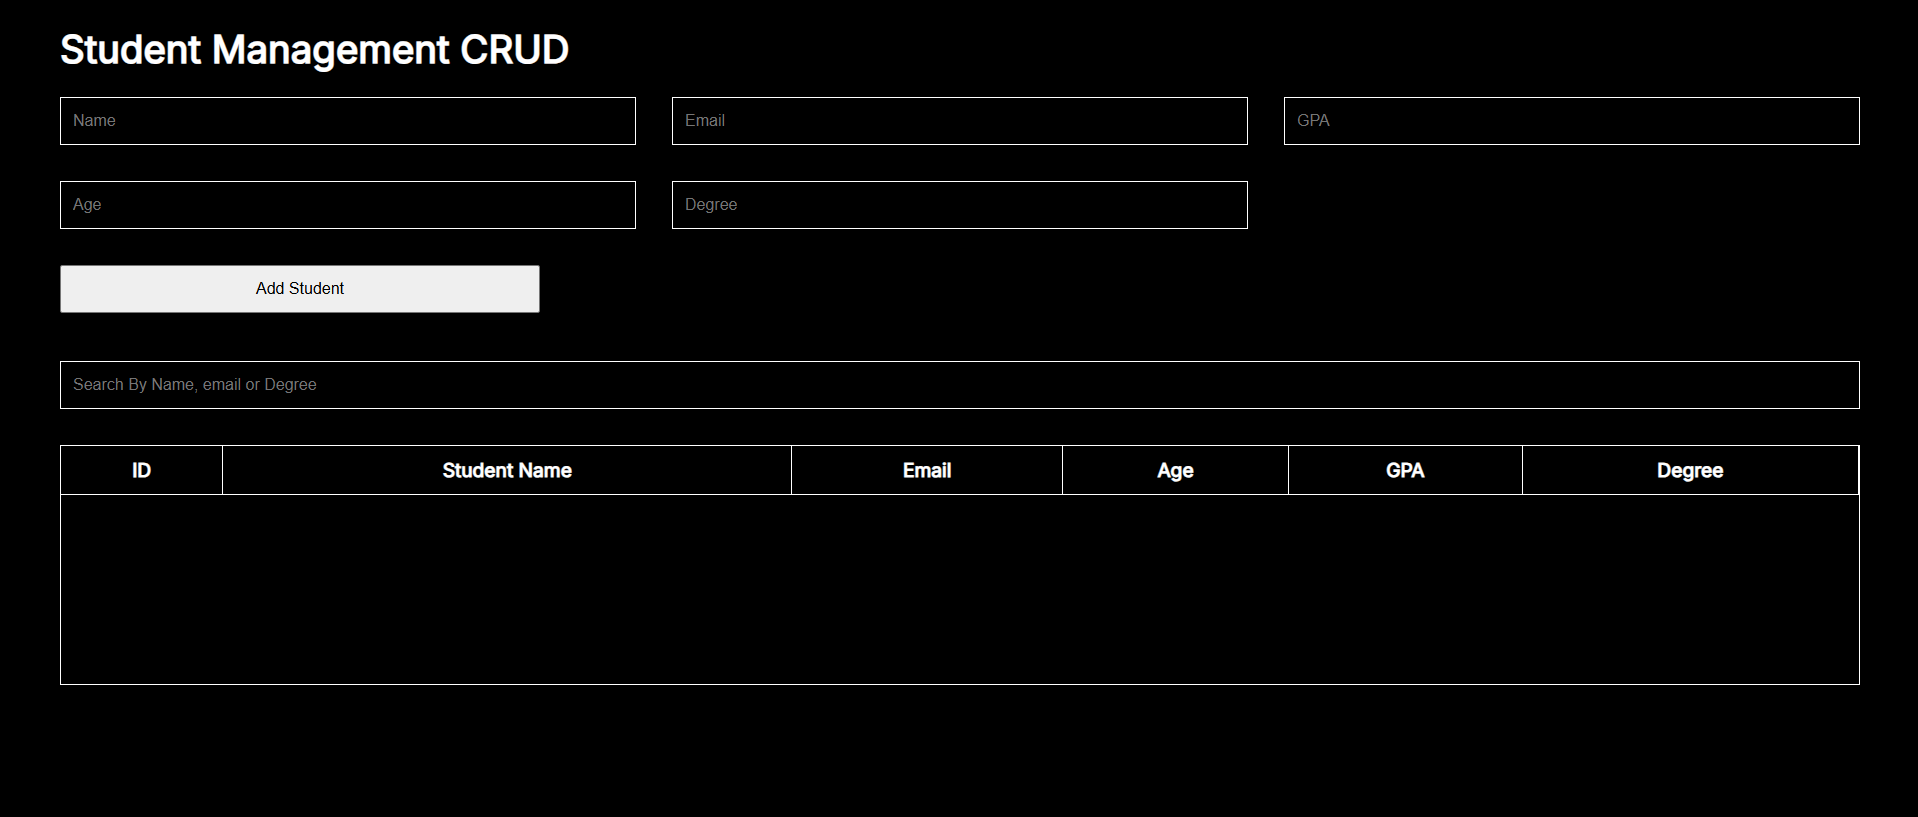 Student Management CRUD
Name Email GPA
Age Degree
Add Student
Search By Name, email or Degree
ID Student Name Email Age GPA Degree